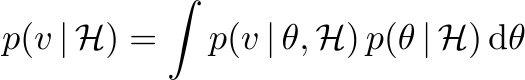 p(v | ℋ) = ∫ p(v | θ, ℋ) p(θ | ℋ) dθ